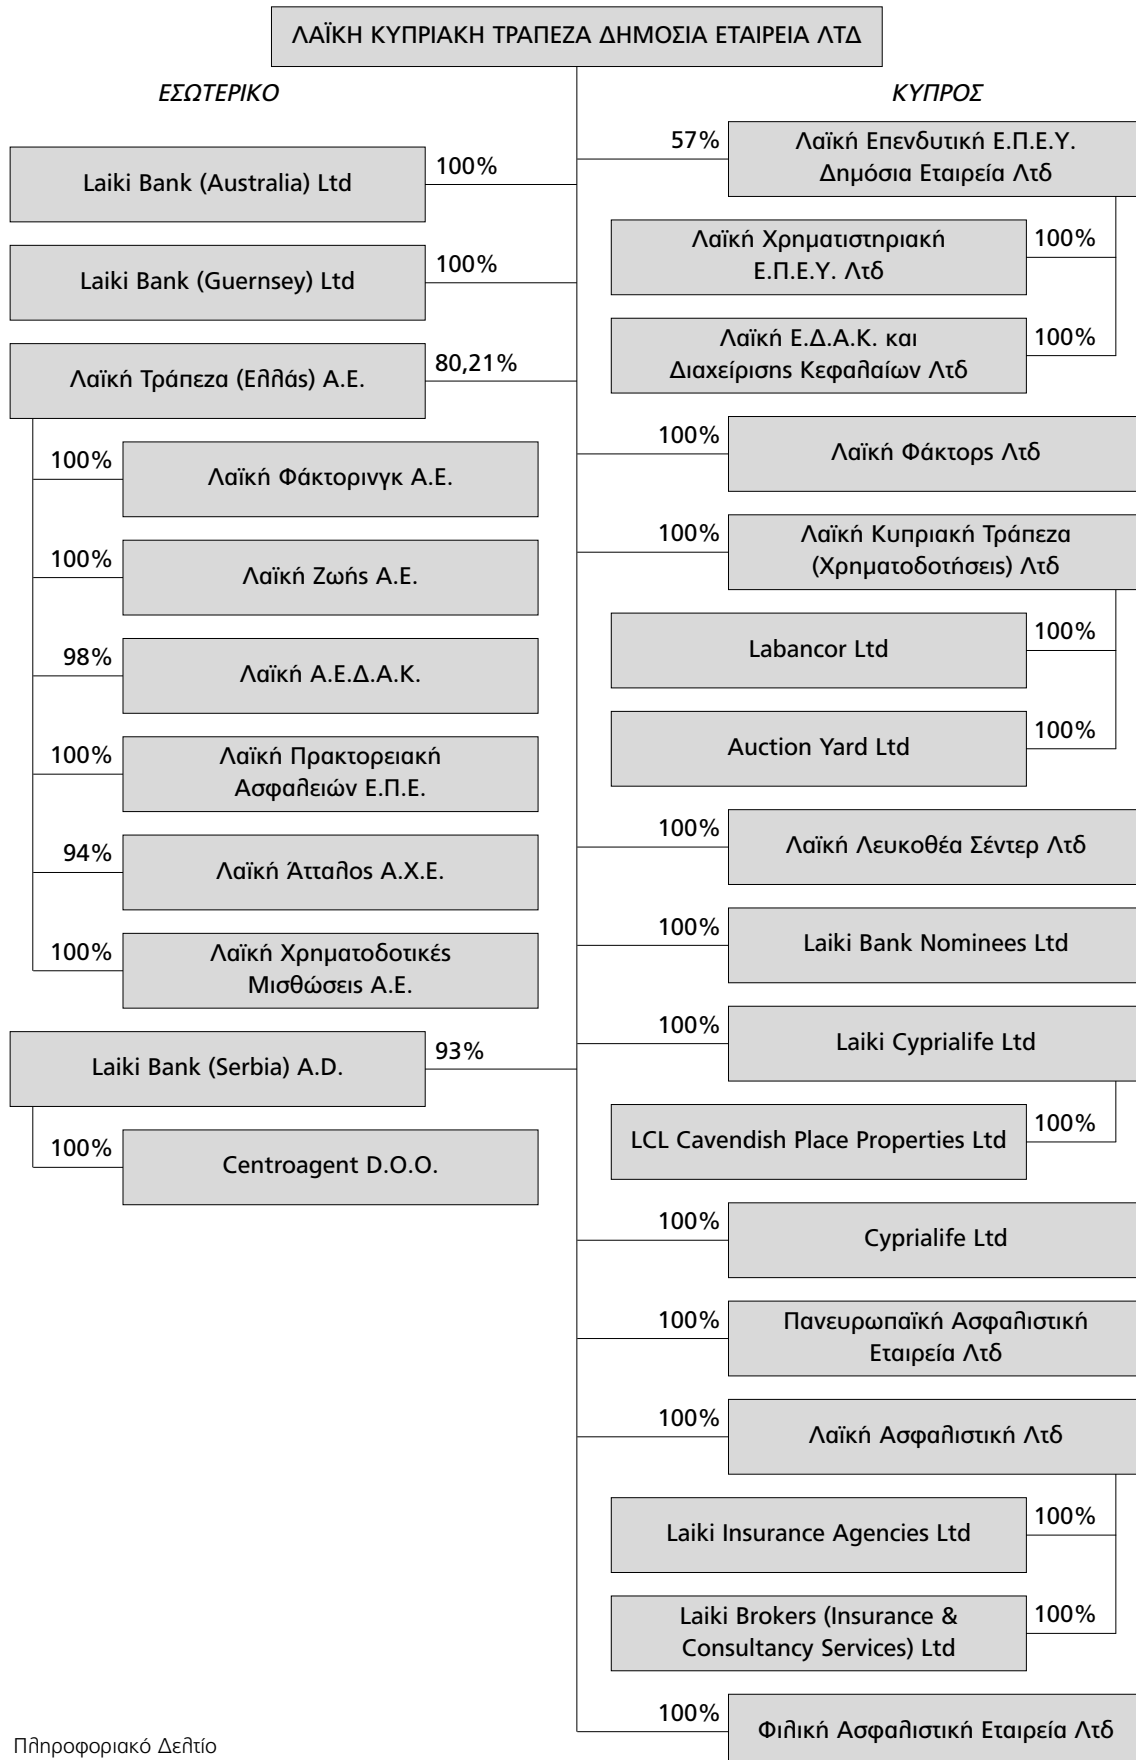 ΛΑΪΚΗ ΚΥΠΡΙΑΚΗ ΤΡΑΠΕΖΑ ΔΗΜΟΣΙΑ ΕΤΑΙΡΕΙΑ ΛΤΔ
ΕΣΩΤΕΡΙΚΟ
Laiki Bank (Australia) Ltd
100%
Laiki Bank (Guernsey) Ltd
100%
Λαϊκή Τράπεζα (Ελλάς) Α.Ε.
80,21%
100%
Λαϊκή Φάκτορινγκ Α.Ε.
100%
Λαϊκή Ζωής Α.Ε.
98%
Λαϊκή Α.Ε.Δ.Α.Κ.
100%
Λαϊκή Πρακτορειακή
Ασφαλειών Ε.Π.Ε.
94%
Λαϊκή Άτταλος Α.Χ.Ε.
100%
Λαϊκή Χρηματοδοτικές
Μισθώσεις Α.Ε.
Laiki Bank (Serbia) A.D.
93%
100%
Centroagent D.O.O.
ΚΥΠΡΟΣ
57%
Λαϊκή Επενδυτική Ε.Π.Ε.Υ.
Δημόσια Εταιρεία Λτδ
Λαϊκή Χρηματιστηριακή
Ε.Π.Ε.Υ. Λτδ
100%
Λαϊκή Ε.Δ.Α.Κ. και
Διαχείρισης Κεφαλαίων Λτδ
100%
100%
Λαϊκή Φάκτορς Λτδ
100%
Λαϊκή Κυπριακή Τράπεζα
(Χρηματοδοτήσεις) Λτδ
Labancor Ltd
100%
Auction Yard Ltd
100%
100%
Λαϊκή Λευκοθέα Σέντερ Λτδ
100%
Laiki Bank Nominees Ltd
100%
Laiki Cyprialife Ltd
LCL Cavendish Place Properties Ltd
100%
100%
Cyprialife Ltd
100%
Πανευρωπαϊκή Ασφαλιστική
Εταιρεία Λτδ
100%
Λαϊκή Ασφαλιστική Λτδ
Laiki Insurance Agencies Ltd
100%
Laiki Brokers (Insurance &
Consultancy Services) Ltd
100%
100%
Φιλική Ασφαλιστική Εταιρεία Λτδ
Πληροφοριακό Δελτίο